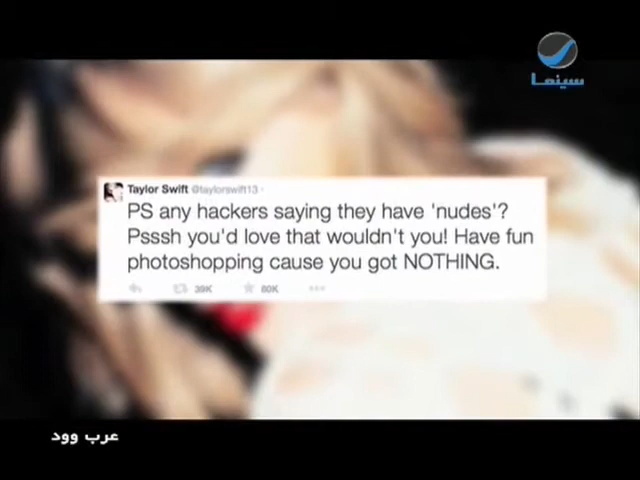 سينما
Taylor Swift @taylorswift13 ·
PS any hackers saying they have 'nudes'?
Psssh you'd love that wouldn't you! Have fun
photoshopping cause you got NOTHING.
39K 80K
عرب وود